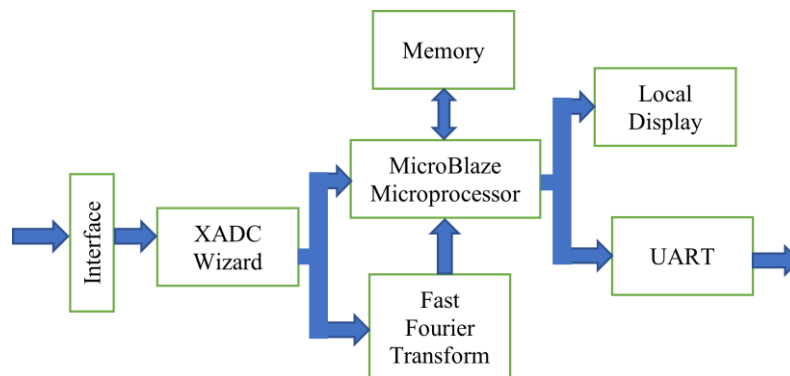 Memory
Local
Display
MicroBlaze
Microprocessor
Interface
XADC
Wizard
UART
Fast
Fourier
Transform